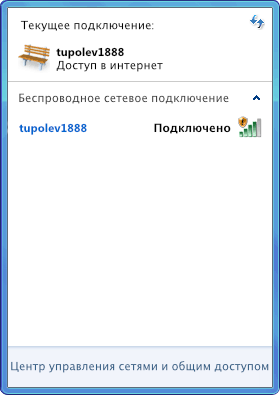 Текущее подключение:
tupolev1888
Доступ в интернет
Беспроводное сетевое подключение
tupolev1888 Подключено
Центр управления сетями и общим доступом